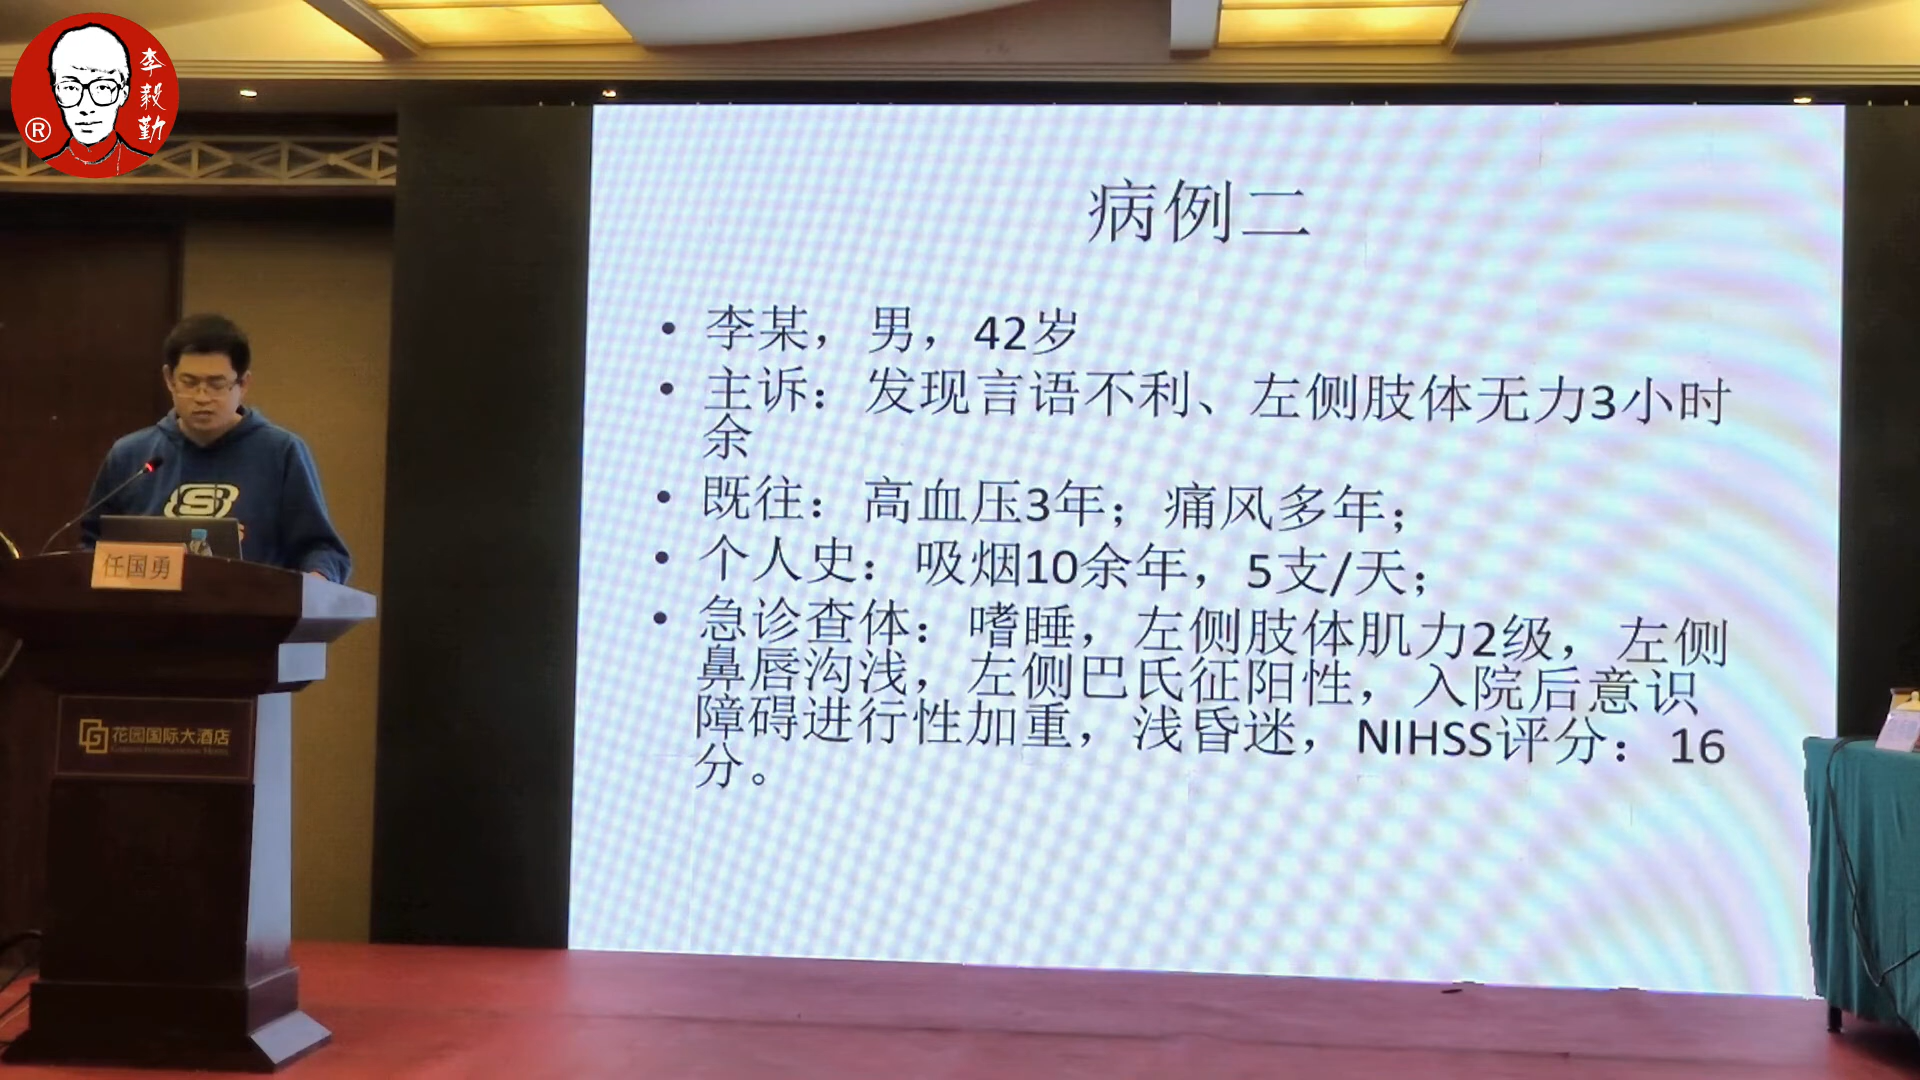 李毅勤
®
病例二
• 李某，男，42岁
• 主诉：发现言语不利、左侧肢体无力3小时
余
• 既往：高血压3年；痛风多年；
• 个人史：吸烟10余年，5支/天；
• 急诊查体：嗜睡，左侧肢体肌力2级，左侧
鼻唇沟浅，左侧巴氏征阳性，入院后意识
障碍进行性加重，浅昏迷，NIHSS评分：16
分。
任国勇
花园国际大酒店